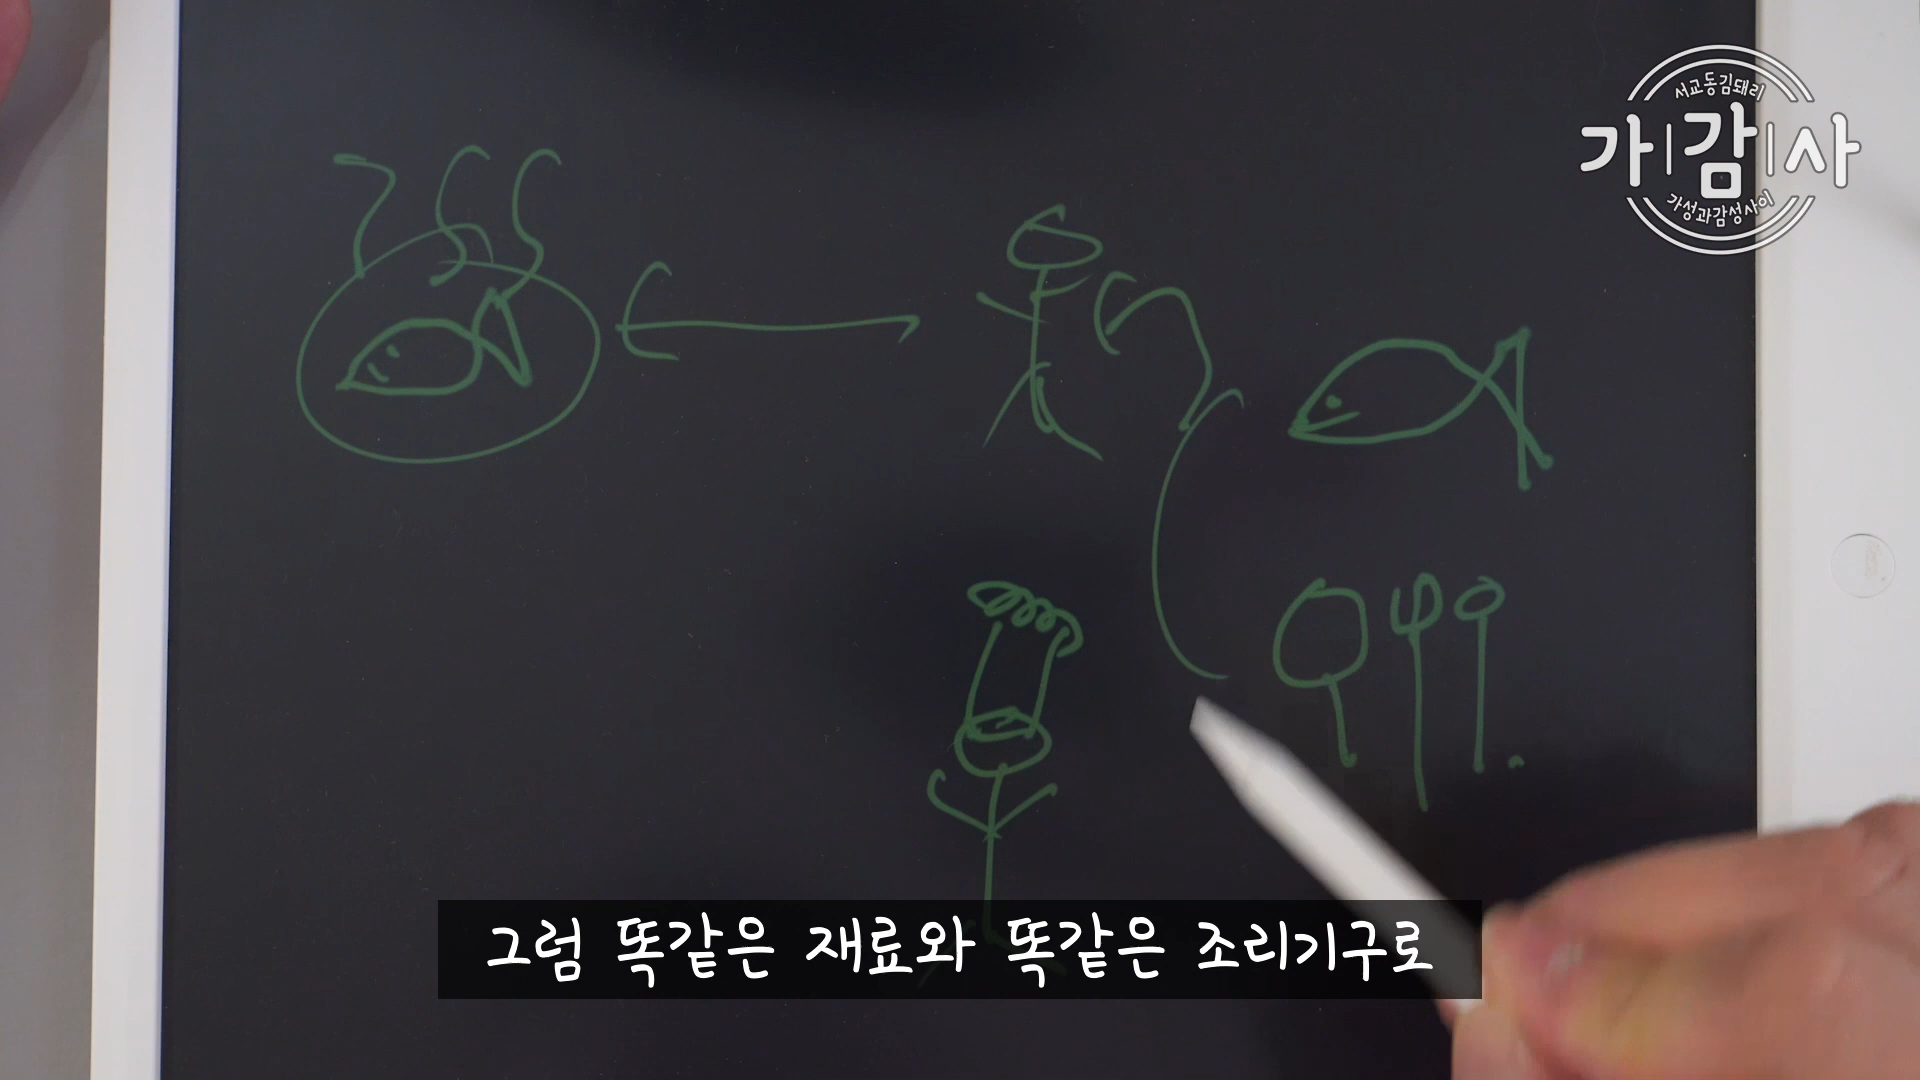 서교동김돼리
가|감|사
가성과감성사이
그럼 똑같은 재료와 똑같은 조리기구로